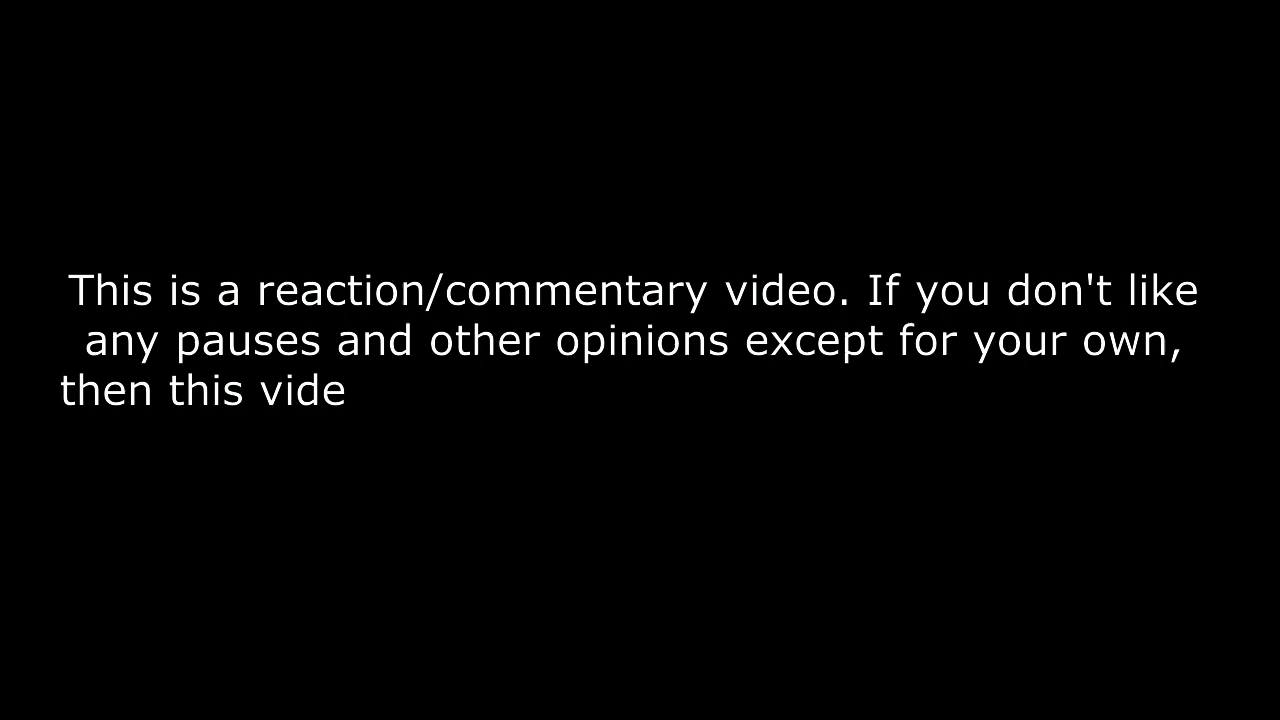 This is a reaction/commentary video. If you don't like
any pauses and other opinions except for your own,
then this vide